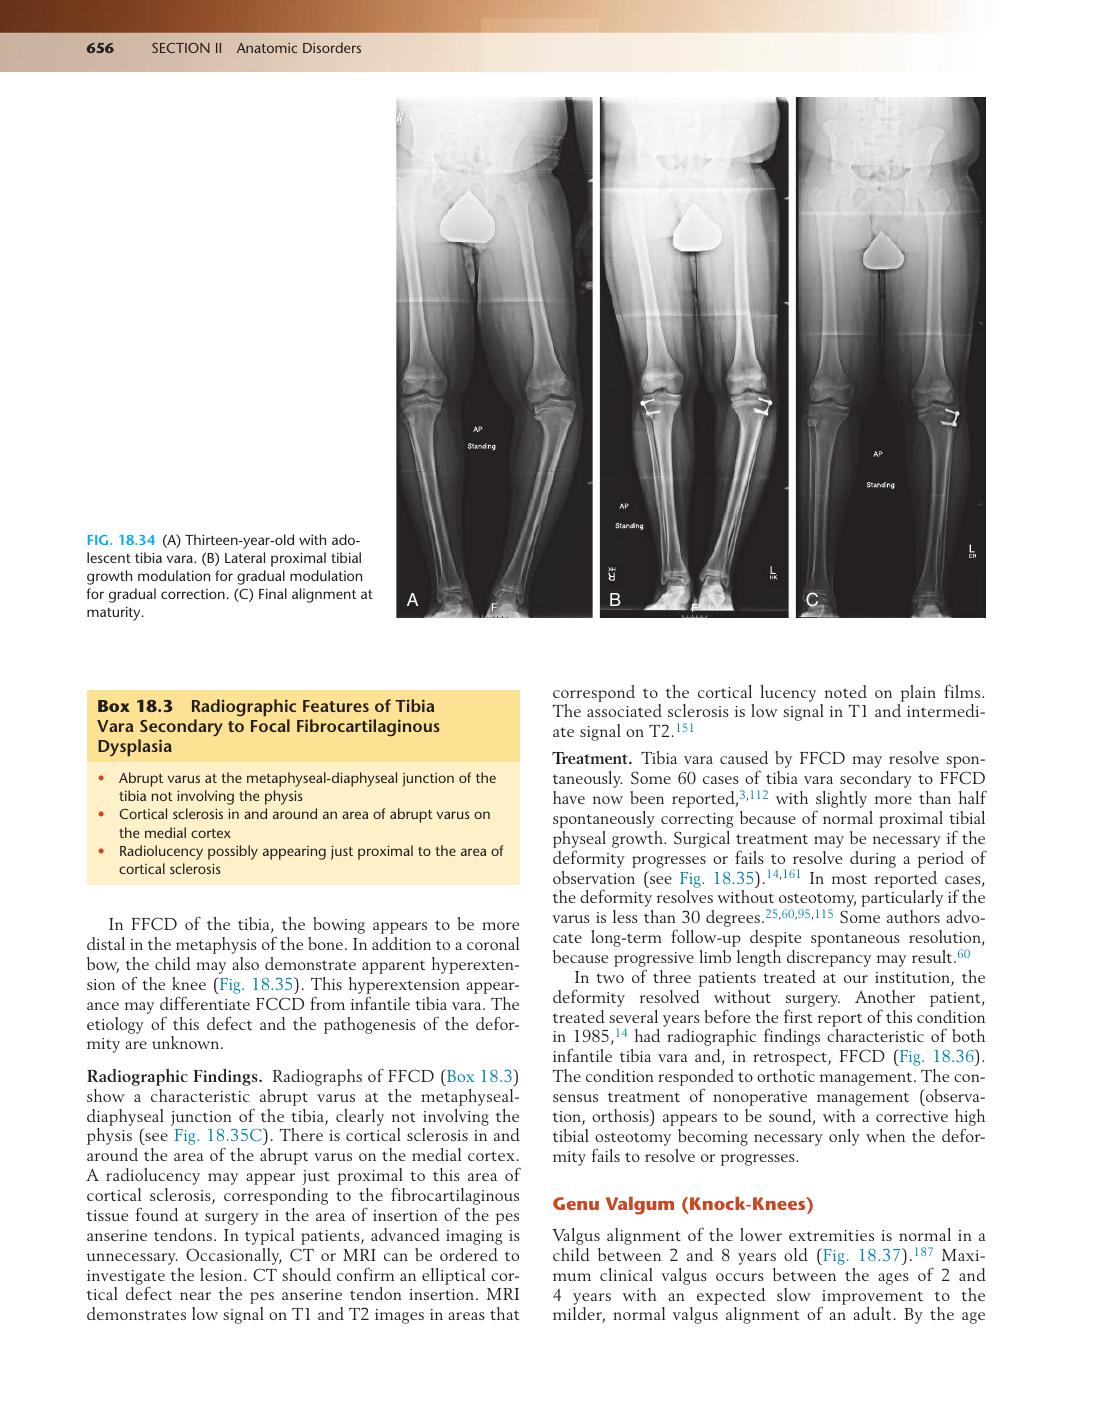 656 SECTION II Anatomic Disorders
R
AP
Standing
A
F
AP
Standing
R
L
HK
B
F
AP
Standing
L
C
FIG. 18.34 (A) Thirteen-year-old with ado-
lescent tibia vara. (B) Lateral proximal tibial
growth modulation for gradual modulation
for gradual correction. (C) Final alignment at
maturity.
Box 18.3 Radiographic Features of Tibia
Vara Secondary to Focal Fibrocartilaginous
Dysplasia
• Abrupt varus at the metaphyseal-diaphyseal junction of the
tibia not involving the physis
• Cortical sclerosis in and around an area of abrupt varus on
the medial cortex
• Radiolucency possibly appearing just proximal to the area of
cortical sclerosis
In FFCD of the tibia, the bowing appears to be more
distal in the metaphysis of the bone. In addition to a coronal
bow, the child may also demonstrate apparent hyperexten-
sion of the knee (Fig. 18.35). This hyperextension appear-
ance may differentiate FCCD from infantile tibia vara. The
etiology of this defect and the pathogenesis of the defor-
mity are unknown.
Radiographic Findings. Radiographs of FFCD (Box 18.3)
show a characteristic abrupt varus at the metaphyseal-
diaphyseal junction of the tibia, clearly not involving the
physis (see Fig. 18.35C). There is cortical sclerosis in and
around the area of the abrupt varus on the medial cortex.
A radiolucency may appear just proximal to this area of
cortical sclerosis, corresponding to the fibrocartilaginous
tissue found at surgery in the area of insertion of the pes
anserine tendons. In typical patients, advanced imaging is
unnecessary. Occasionally, CT or MRI can be ordered to
investigate the lesion. CT should confirm an elliptical cor-
tical defect near the pes anserine tendon insertion. MRI
demonstrates low signal on T1 and T2 images in areas that
correspond to the cortical lucency noted on plain films.
The associated sclerosis is low signal in T1 and intermedi-
ate signal on T2.151
Treatment. Tibia vara caused by FFCD may resolve spon-
taneously. Some 60 cases of tibia vara secondary to FFCD
have now been reported,3,112 with slightly more than half
spontaneously correcting because of normal proximal tibial
physeal growth. Surgical treatment may be necessary if the
deformity progresses or fails to resolve during a period of
observation (see Fig. 18.35).14,161 In most reported cases,
the deformity resolves without osteotomy, particularly if the
varus is less than 30 degrees.25,60,95,115 Some authors advo-
cate long-term follow-up despite spontaneous resolution,
because progressive limb length discrepancy may result.60
In two of three patients treated at our institution, the
deformity resolved without surgery. Another patient,
treated several years before the first report of this condition
in 1985,14 had radiographic findings characteristic of both
infantile tibia vara and, in retrospect, FFCD (Fig. 18.36).
The condition responded to orthotic management. The con-
sensus treatment of nonoperative management (observa-
tion, orthosis) appears to be sound, with a corrective high
tibial osteotomy becoming necessary only when the defor-
mity fails to resolve or progresses.
Genu Valgum (Knock-Knees)
Valgus alignment of the lower extremities is normal in a
child between 2 and 8 years old (Fig. 18.37).187 Maxi-
mum clinical valgus occurs between the ages of 2 and
4 years with an expected slow improvement to the
milder, normal valgus alignment of an adult. By the age